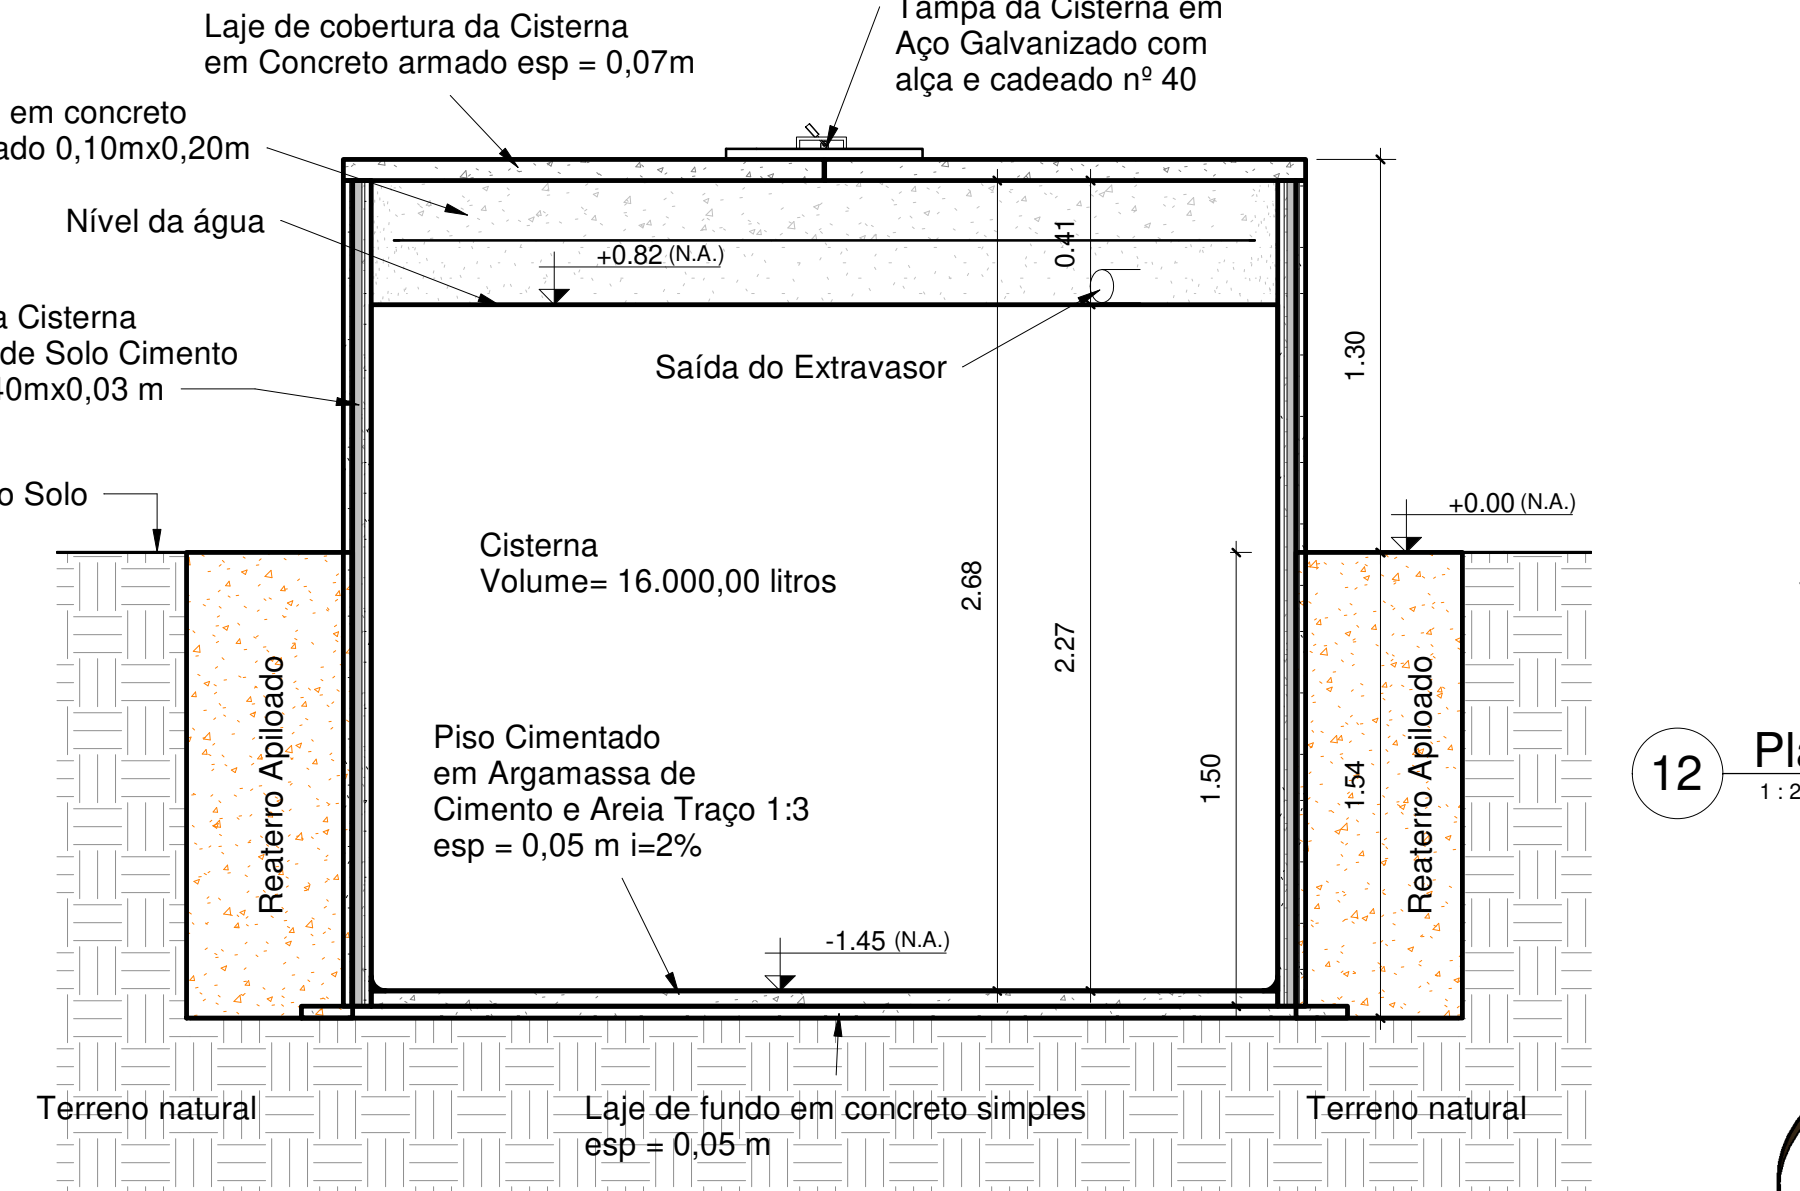 Laje de cobertura da Cisterna
em Concreto armado esp = 0,07m
Tampa da Cisterna em
Aço Galvanizado com
alça e cadeado nº 40
em concreto
0,10mx0,20m
Nível da água
+0.82 (N.A.)
0.41
Cisterna
de Solo Cimento
0,03 m
Saída do Extravasor
1.30
Solo
+0.00 (N.A.)
Cisterna
Volume= 16.000,00 litros
2.68
2.27
Reaterro Apiloado
Piso Cimentado
em Argamassa de
Cimento e Areia Traço 1:3
esp = 0,05 m i=2%
1.50
1.54
Reaterro Apiloado
12
-1.45 (N.A.)
Terreno natural
Laje de fundo em concreto simples
esp = 0,05 m
Terreno natural